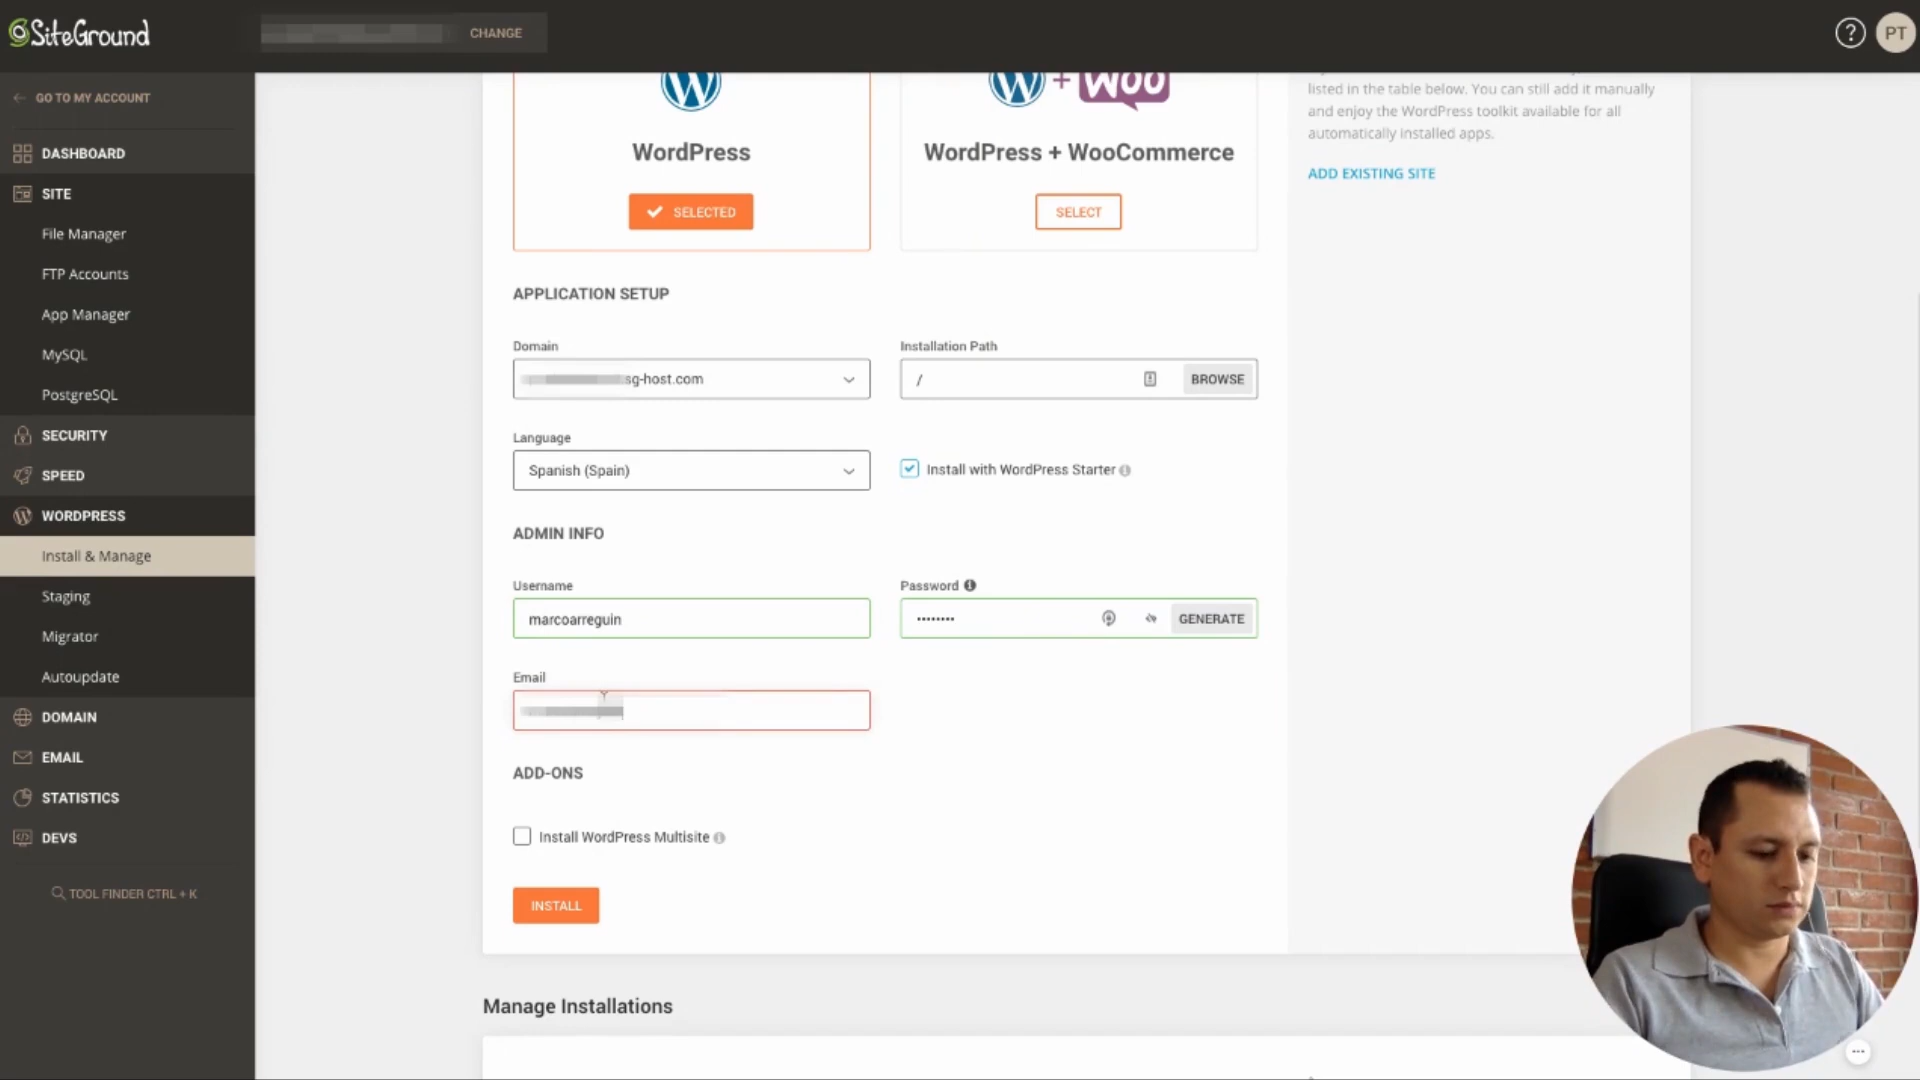 SiteGround
CHANGE
PT
GO TO MY ACCOUNT
DASHBOARD
SITE
File Manager
FTP Accounts
App Manager
MySQL
PostgreSQL
SECURITY
SPEED
WORDPRESS
Install & Manage
Staging
Migrator
Autoupdate
DOMAIN
EMAIL
STATISTICS
DEVS
TOOL FINDER CTRL + K
WordPress
SELECTED
+ WOO
WordPress + WooCommerce
SELECT
listed in the table below. You can still add it manually
and enjoy the WordPress toolkit available for all
automatically installed apps.
ADD EXISTING SITE
APPLICATION SETUP
Domain
sg-host.com
Installation Path
/
BROWSE
Language
Spanish (Spain)
Install with WordPress Starter
ADMIN INFO
Username
marcoarreguin
Password
••••••••
GENERATE
Email
ADD-ONS
Install WordPress Multisite
INSTALL
Manage Installations